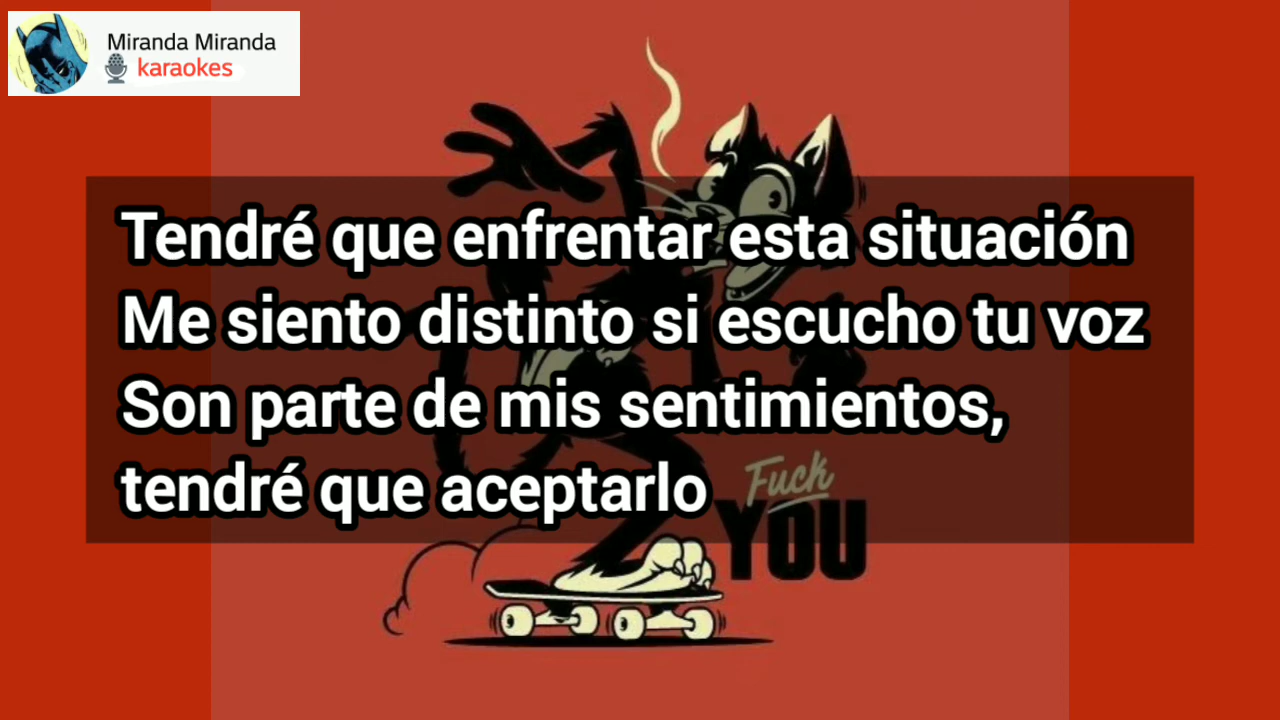 Miranda Miranda
karaokes
Tendré que enfrentar esta situación
Me siento distinto si escucho tu voz
Son parte de mis sentimientos,
tendré que aceptarlo
Fuck
YOU